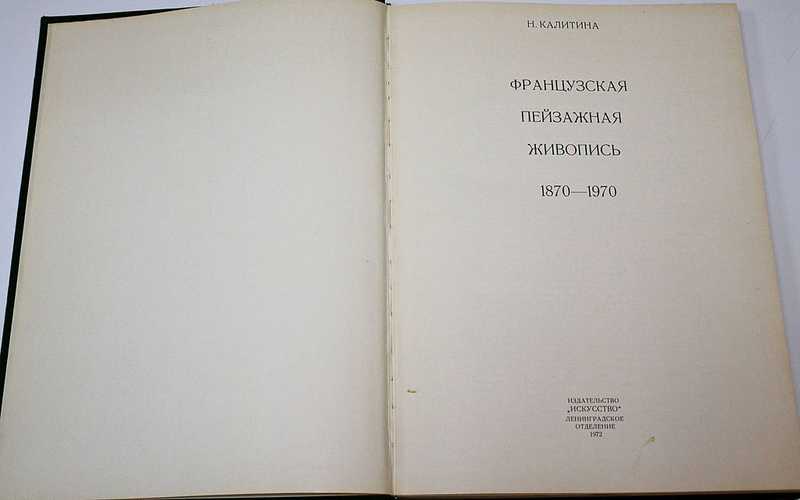 Н. КАЛИТИНА
ФРАНЦУЗСКАЯ
ПЕЙЗАЖНАЯ
ЖИВОПИСЬ
1870—1970
ИЗДАТЕЛЬСТВО
„ИСКУССТВО“
ЛЕНИНГРАДСКОЕ
ОТДЕЛЕНИЕ
1972